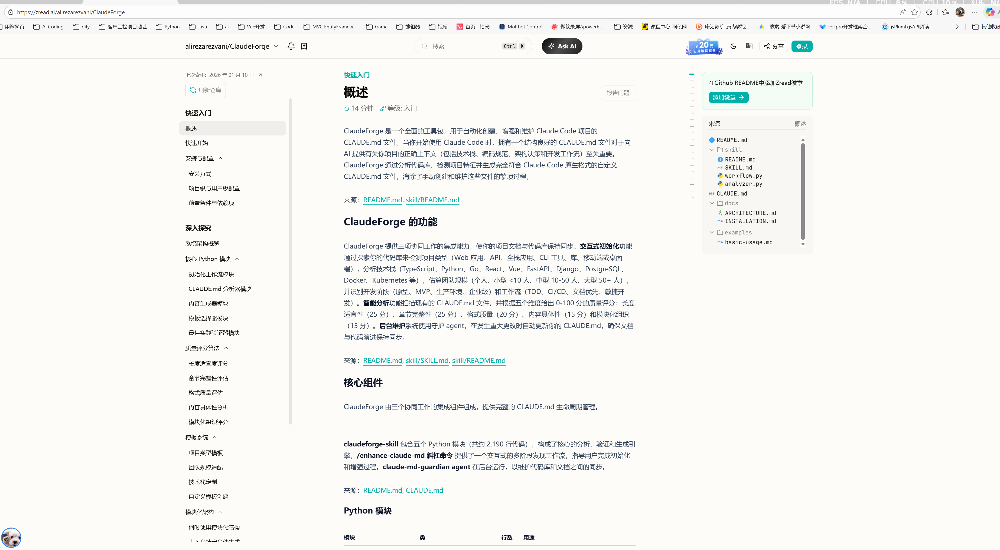 FPS N/A | GPU 8% | CPU 10% | 延时 N/A
https://zread.ai/alirezarezvani/ClaudeForge
用途网页 AI Coding dify 客户工程项目地址 Python Java ai Vue开发 Code MVC EntityFramew... Game 编辑器 视频 首页 - 拾光 Moltbot Control 傲软录屏ApowerR... 资源 课程中心-羽兔网 康为影院-康为影视... -搜索-爱下书小说网 vol.pro开发框架企... jsPlumb.jsAPI阅读... 其他收藏
alirezarezvani/ClaudeForge
搜索 Ctrl K
Ask AI
¥ 20 元
包月编程套餐
分享
登录
上次索引: 2026 年 01 月 10 日
刷新仓库
快速入门
概述
快速开始
安装与配置
安装方式
项目级与用户级配置
前置条件与依赖项
深入探究
系统架构概览
核心 Python 模块
初始化工作流模块
CLAUDE.md 分析器模块
内容生成器模块
模板选择器模块
最佳实践验证器模块
质量评分算法
长度适宜度评分
章节完整性评估
格式质量评估
内容具体性分析
模块化组织评分
模板系统
项目类型模板
团队规模适配
技术栈定制
自定义模板创建
模块化架构
何时使用模块化结构
上下文特定文件生成
快速入门
概述
报告问题
14 分钟 等级: 入门
ClaudeForge 是一个全面的工具包，用于自动化创建、增强和维护 Claude Code 项目的
CLAUDE.md 文件。当你开始使用 Claude Code 时，拥有一个结构良好的 CLAUDE.md 文件对于向
AI 提供有关你项目的正确上下文（包括技术栈、编码规范、架构决策和开发工作流）至关重要。
ClaudeForge 通过分析代码库、检测项目特征并生成完全符合 Claude Code 原生格式的自定义
CLAUDE.md 文件，消除了手动创建和维护这些文件的繁琐过程。
来源：README.md, skill/README.md
ClaudeForge 的功能
ClaudeForge 提供三项协同工作的集成能力，使你的项目文档与代码库保持同步。交互式初始化功能
通过探索你的代码库来检测项目类型（Web 应用、API、全栈应用、CLI 工具、库、移动端或桌面
端），分析技术栈（TypeScript、Python、Go、React、Vue、FastAPI、Django、PostgreSQL、
Docker、Kubernetes 等），估算团队规模（个人、小型 <10 人、中型 10-50 人、大型 50+ 人），
并识别开发阶段（原型、MVP、生产环境、企业级）和工作流（TDD、CI/CD、文档优先、敏捷开
发）。智能分析功能扫描现有的 CLAUDE.md 文件，并根据五个维度给出 0-100 分的质量评分：长度
适宜性（25 分）、章节完整性（25 分）、格式质量（20 分）、内容具体性（15 分）和模块化组织
（15 分）。后台维护系统使用守护 agent，在发生重大更改时自动更新你的 CLAUDE.md，确保文档
与代码演进保持同步。
来源：README.md, skill/SKILL.md, skill/README.md
核心组件
ClaudeForge 由三个协同工作的集成组件组成，提供完整的 CLAUDE.md 生命周期管理。
claudeforge-skill 包含五个 Python 模块（共约 2,190 行代码），构成了核心的分析、验证和生成引
擎。/enhance-claude-md 斜杠命令 提供了一个交互式的多阶段发现工作流，指导用户完成初始化
和增强过程。claude-md-guardian agent 在后台运行，以维护代码库和文档之间的同步。
来源：README.md, CLAUDE.md
Python 模块
模块 类 行数 用途
在Github README中添加Zread徽章
添加徽章
来源 概述
README.md
skill
README.md
SKILL.md
workflow.py
analyzer.py
CLAUDE.md
docs
ARCHITECTURE.md
INSTALLATION.md
examples
basic-usage.md